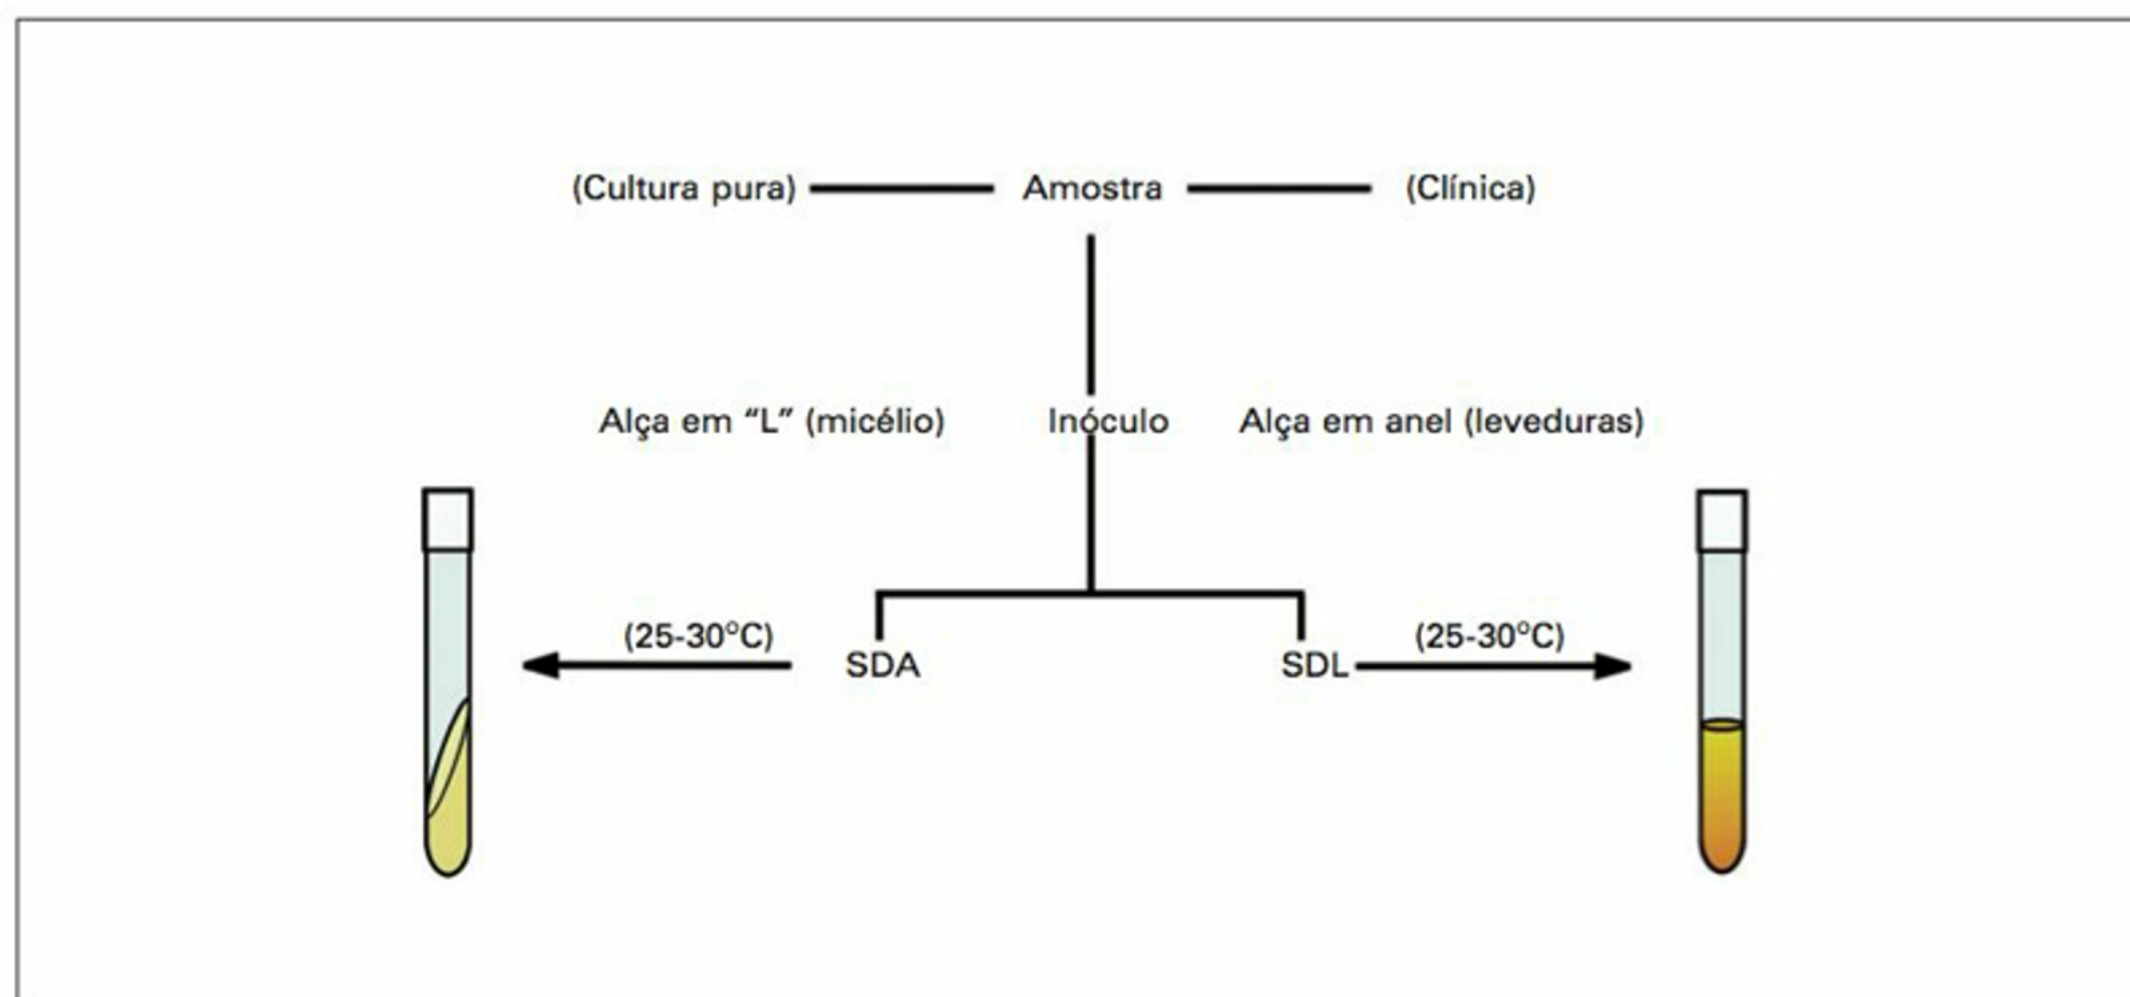 (Cultura pura) Amostra (Clínica)
Alça em “L” (micélio) Inóculo Alça em anel (leveduras)
(25-30°C) (25-30°C)
SDA SDL